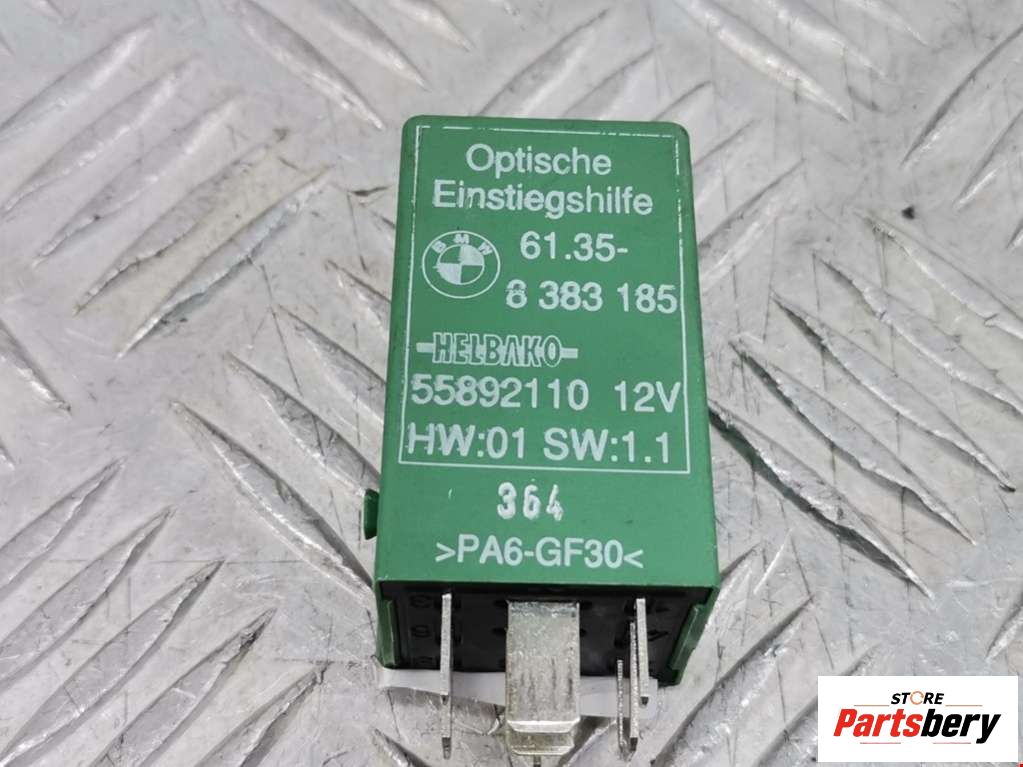 Optische
Einstiegshilfe
BMW
61.35-
8 383 185
HELBAKO
55892110 12V
HW:01 SW:1.1
364
>PA6-GF30<
STORE
Partsbery